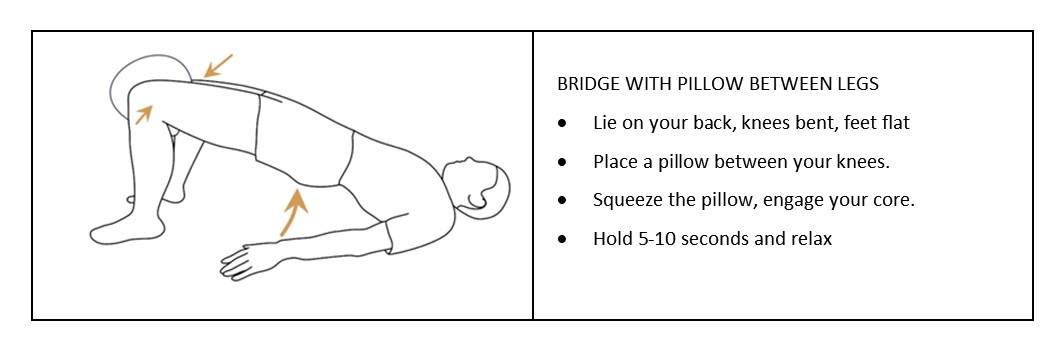 BRIDGE WITH PILLOW BETWEEN LEGS
• Lie on your back, knees bent, feet flat
• Place a pillow between your knees.
• Squeeze the pillow, engage your core.
• Hold 5-10 seconds and relax